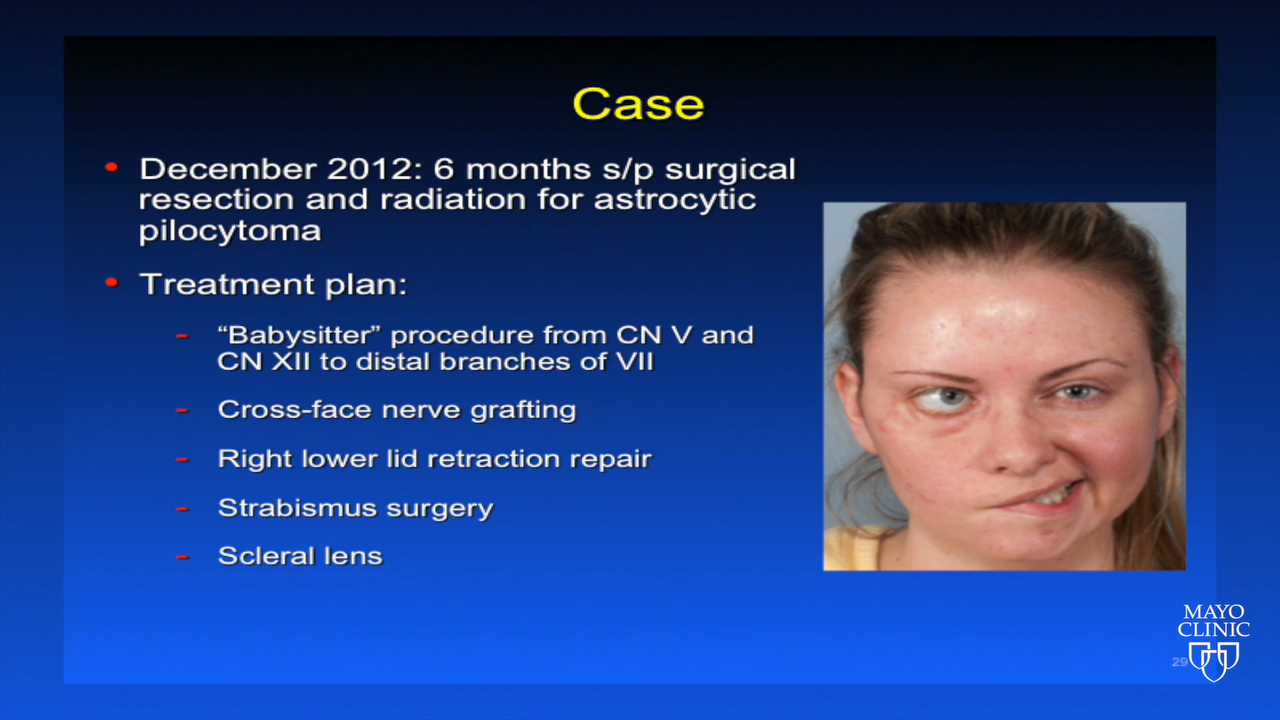 Case
• December 2012: 6 months s/p surgical
resection and radiation for astrocytic
pilocytoma
• Treatment plan:
- “Babysitter” procedure from CN V and
CN XII to distal branches of VII
- Cross-face nerve grafting
- Right lower lid retraction repair
- Strabismus surgery
- Scleral lens
MAYO
CLINIC
29